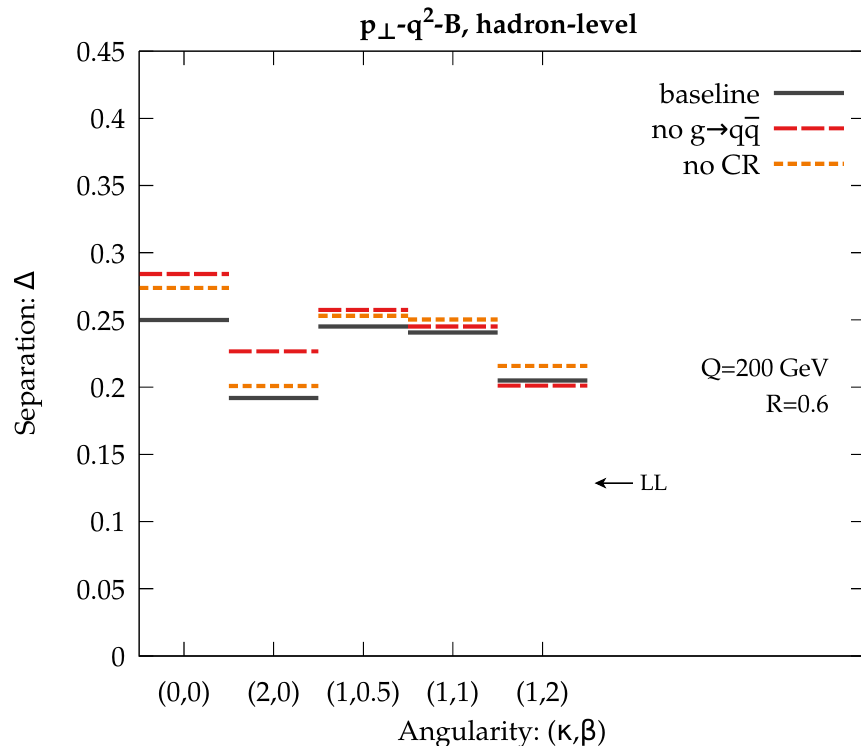 p⊥-q²-B, hadron-level
0.45
0.4
0.35
0.3
0.25
0.2
0.15
0.1
0.05
0
Separation: Δ
baseline
no g→qq̅
no CR
Q=200 GeV
R=0.6
LL
(0,0) (2,0) (1,0.5) (1,1) (1,2)
Angularity: (κ,β)